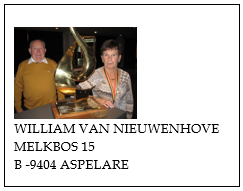 WILLIAM VAN NIEUWENHOVE
MELKBOS 15
B -9404 ASPELARE